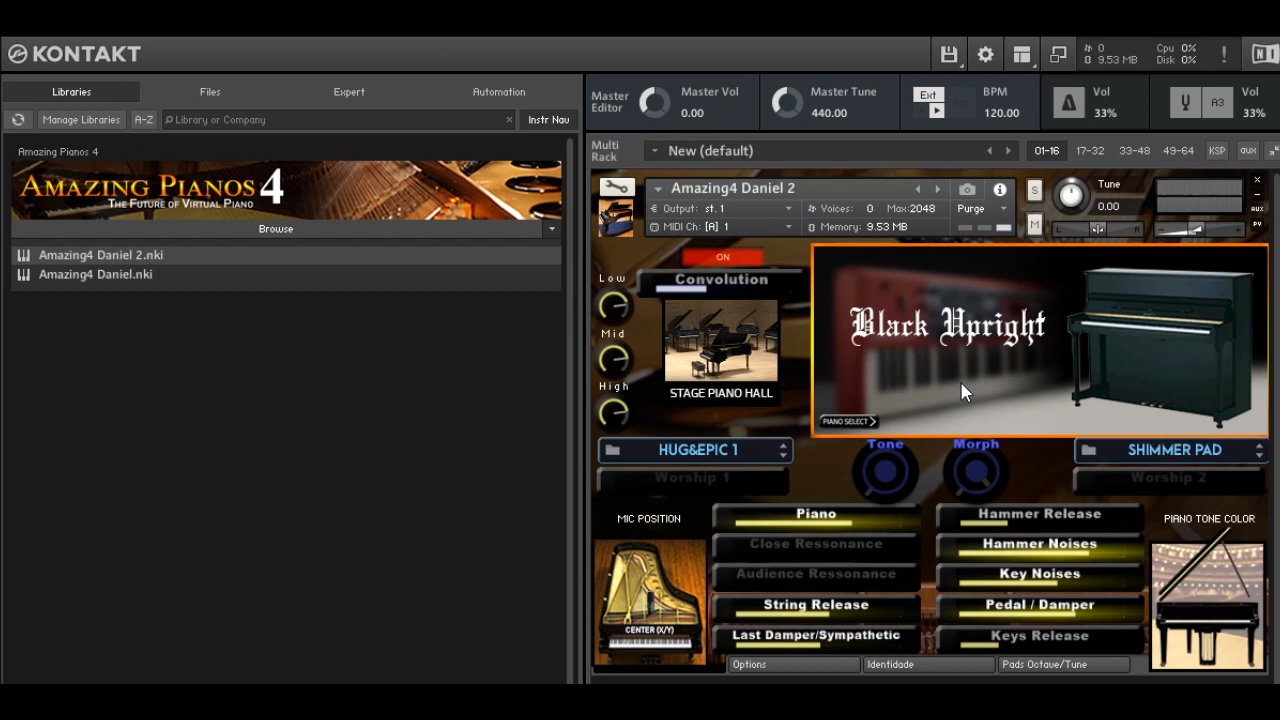 KONTAKT
0
9.53 MB
Cpu 0%
Disk 0%
!
NI
Libraries
Files
Expert
Automation
Manage Libraries
A-Z
Library or Company
×
Instr Nav
Amazing Pianos 4
AMAZING PIANOS 4
THE FUTURE OF VIRTUAL PIANO
Browse
Amazing4 Daniel 2.nki
Amazing4 Daniel.nki
Master Editor
Master Vol
0.00
Master Tune
440.00
Ext
BPM
120.00
Vol
33%
A3
Vol
33%
Multi Rack
New (default)
01-16
17-32
33-48
49-64
KSP
aux
Amazing4 Daniel 2
Output: st.1
Voices: 0 Max: 2048
Purge
MIDI Ch: [A] 1
Memory: 9.53 MB
S
M
Tune
0.00
L
R
×
−
AUX
PV
ON
Convolution
Low
Mid
High
STAGE PIANO HALL
Black Upright
PIANO SELECT
HUG&EPIC 1
Tone
Morph
SHIMMER PAD
Worship 1
Worship 2
MIC POSITION
Piano
Hammer Release
PIANO TONE COLOR
Close Ressonance
Hammer Noises
Audience Ressonance
Key Noises
String Release
Pedal / Damper
CENTER (X/Y)
Last Damper/Sympathetic
Keys Release
Options
Identidade
Pads Octave/Tune